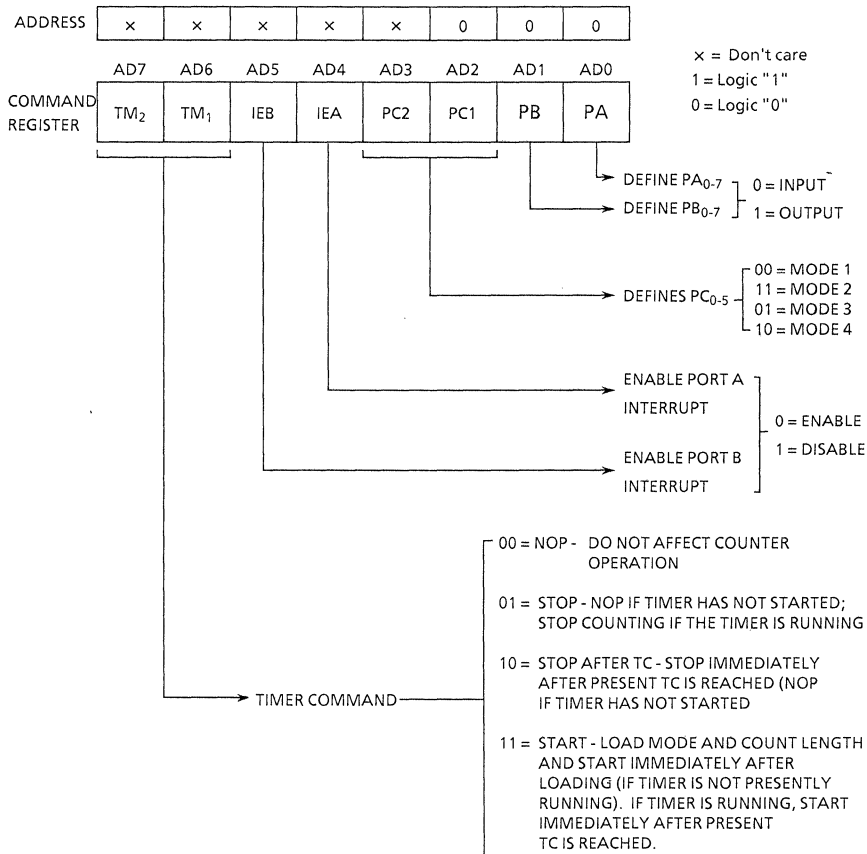 ADDRESS × × × × × 0 0 0
× = Don't care
AD7 AD6 AD5 AD4 AD3 AD2 AD1 AD0
1 = Logic "1"
0 = Logic "0"
COMMAND REGISTER TM₂ TM₁ IEB IEA PC2 PC1 PB PA
DEFINE PA₀₋₇ 0 = INPUT
DEFINE PB₀₋₇ 1 = OUTPUT
00 = MODE 1
DEFINES PC₀₋₅ 11 = MODE 2
01 = MODE 3
10 = MODE 4
ENABLE PORT A
INTERRUPT
0 = ENABLE
1 = DISABLE
ENABLE PORT B
INTERRUPT
00 = NOP - DO NOT AFFECT COUNTER
OPERATION
01 = STOP - NOP IF TIMER HAS NOT STARTED;
STOP COUNTING IF THE TIMER IS RUNNING
10 = STOP AFTER TC - STOP IMMEDIATELY
AFTER PRESENT TC IS REACHED (NOP
IF TIMER HAS NOT STARTED
TIMER COMMAND
11 = START - LOAD MODE AND COUNT LENGTH
AND START IMMEDIATELY AFTER
LOADING (IF TIMER IS NOT PRESENTLY
RUNNING). IF TIMER IS RUNNING, START
IMMEDIATELY AFTER PRESENT
TC IS REACHED.